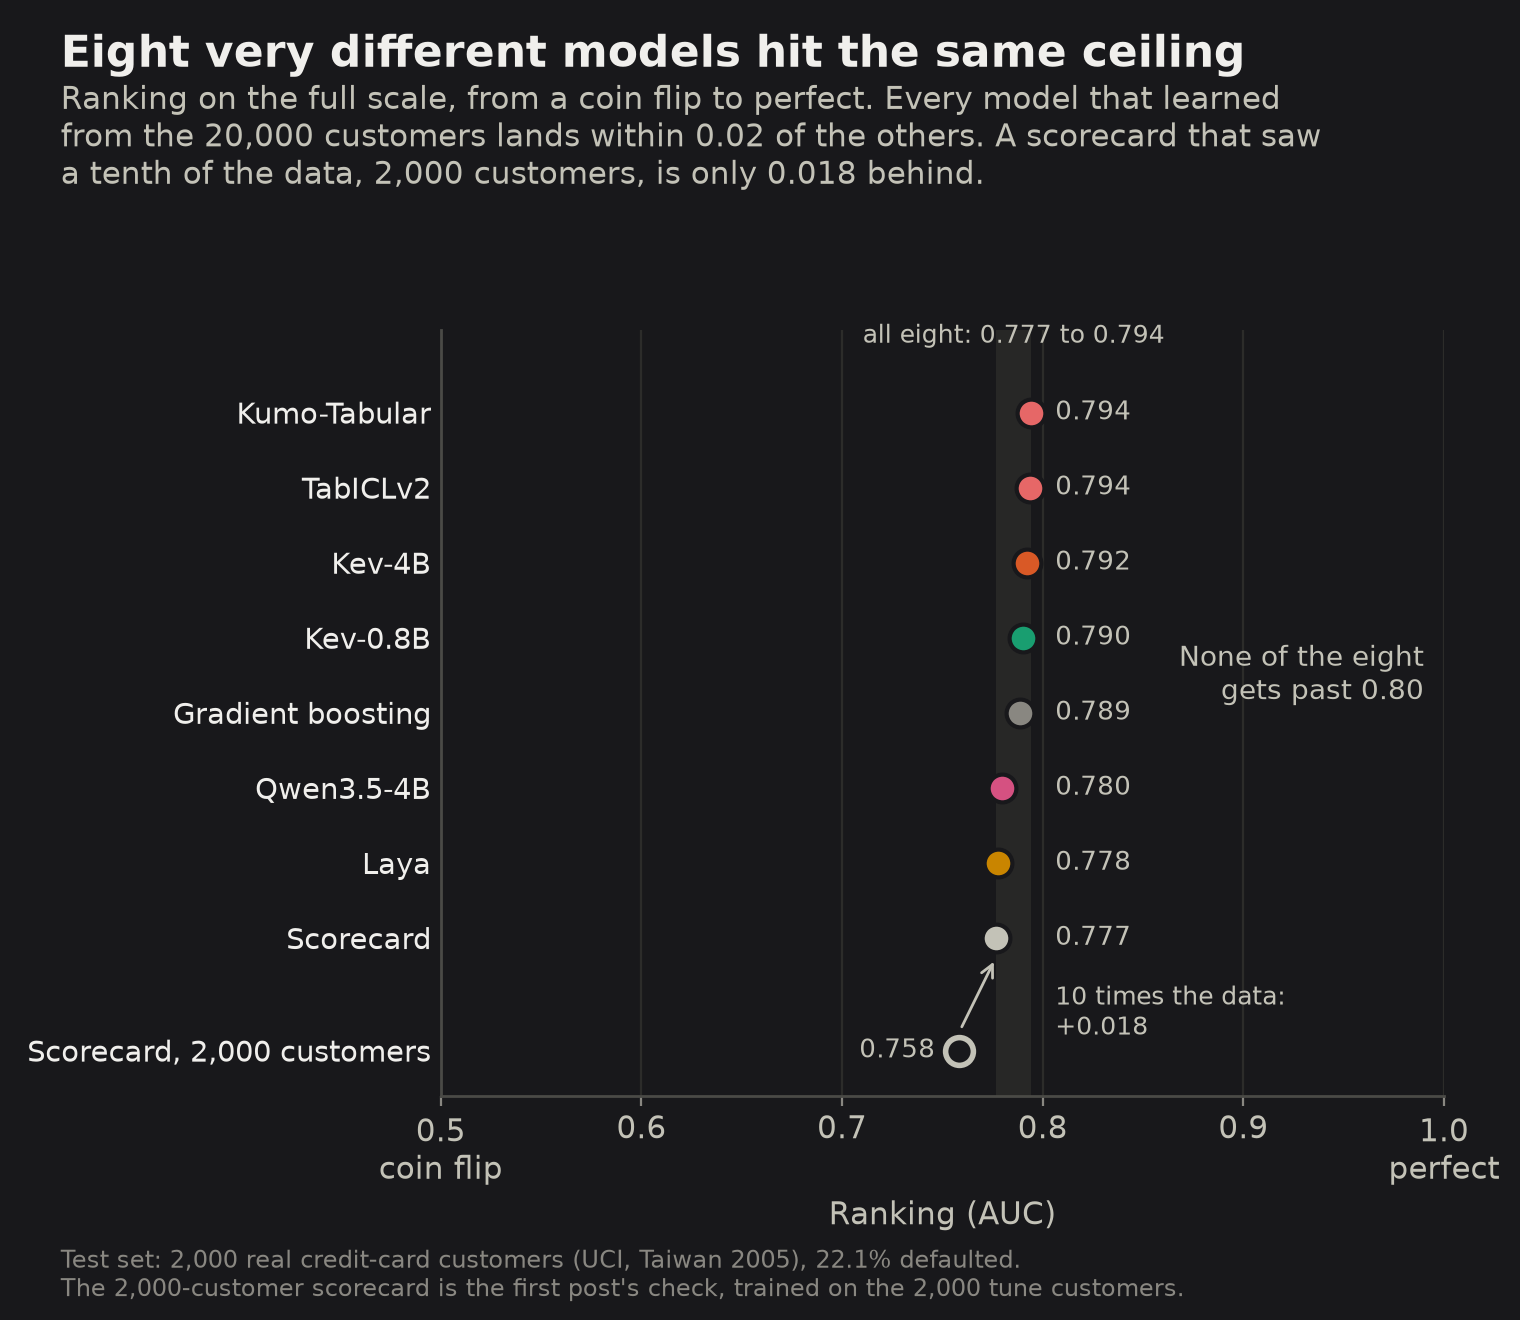 Eight very different models hit the same ceiling
Ranking on the full scale, from a coin flip to perfect. Every model that learned
from the 20,000 customers lands within 0.02 of the others. A scorecard that saw
a tenth of the data, 2,000 customers, is only 0.018 behind.
all eight: 0.777 to 0.794
Kumo-Tabular 0.794
TabICLv2 0.794
Kev-4B 0.792
Kev-0.8B 0.790
None of the eight
gets past 0.80
Gradient boosting 0.789
Qwen3.5-4B 0.780
Laya 0.778
Scorecard 0.777
10 times the data:
+0.018
Scorecard, 2,000 customers 0.758
0.5 0.6 0.7 0.8 0.9 1.0
coin flip perfect
Ranking (AUC)
Test set: 2,000 real credit-card customers (UCI, Taiwan 2005), 22.1% defaulted.
The 2,000-customer scorecard is the first post's check, trained on the 2,000 tune customers.